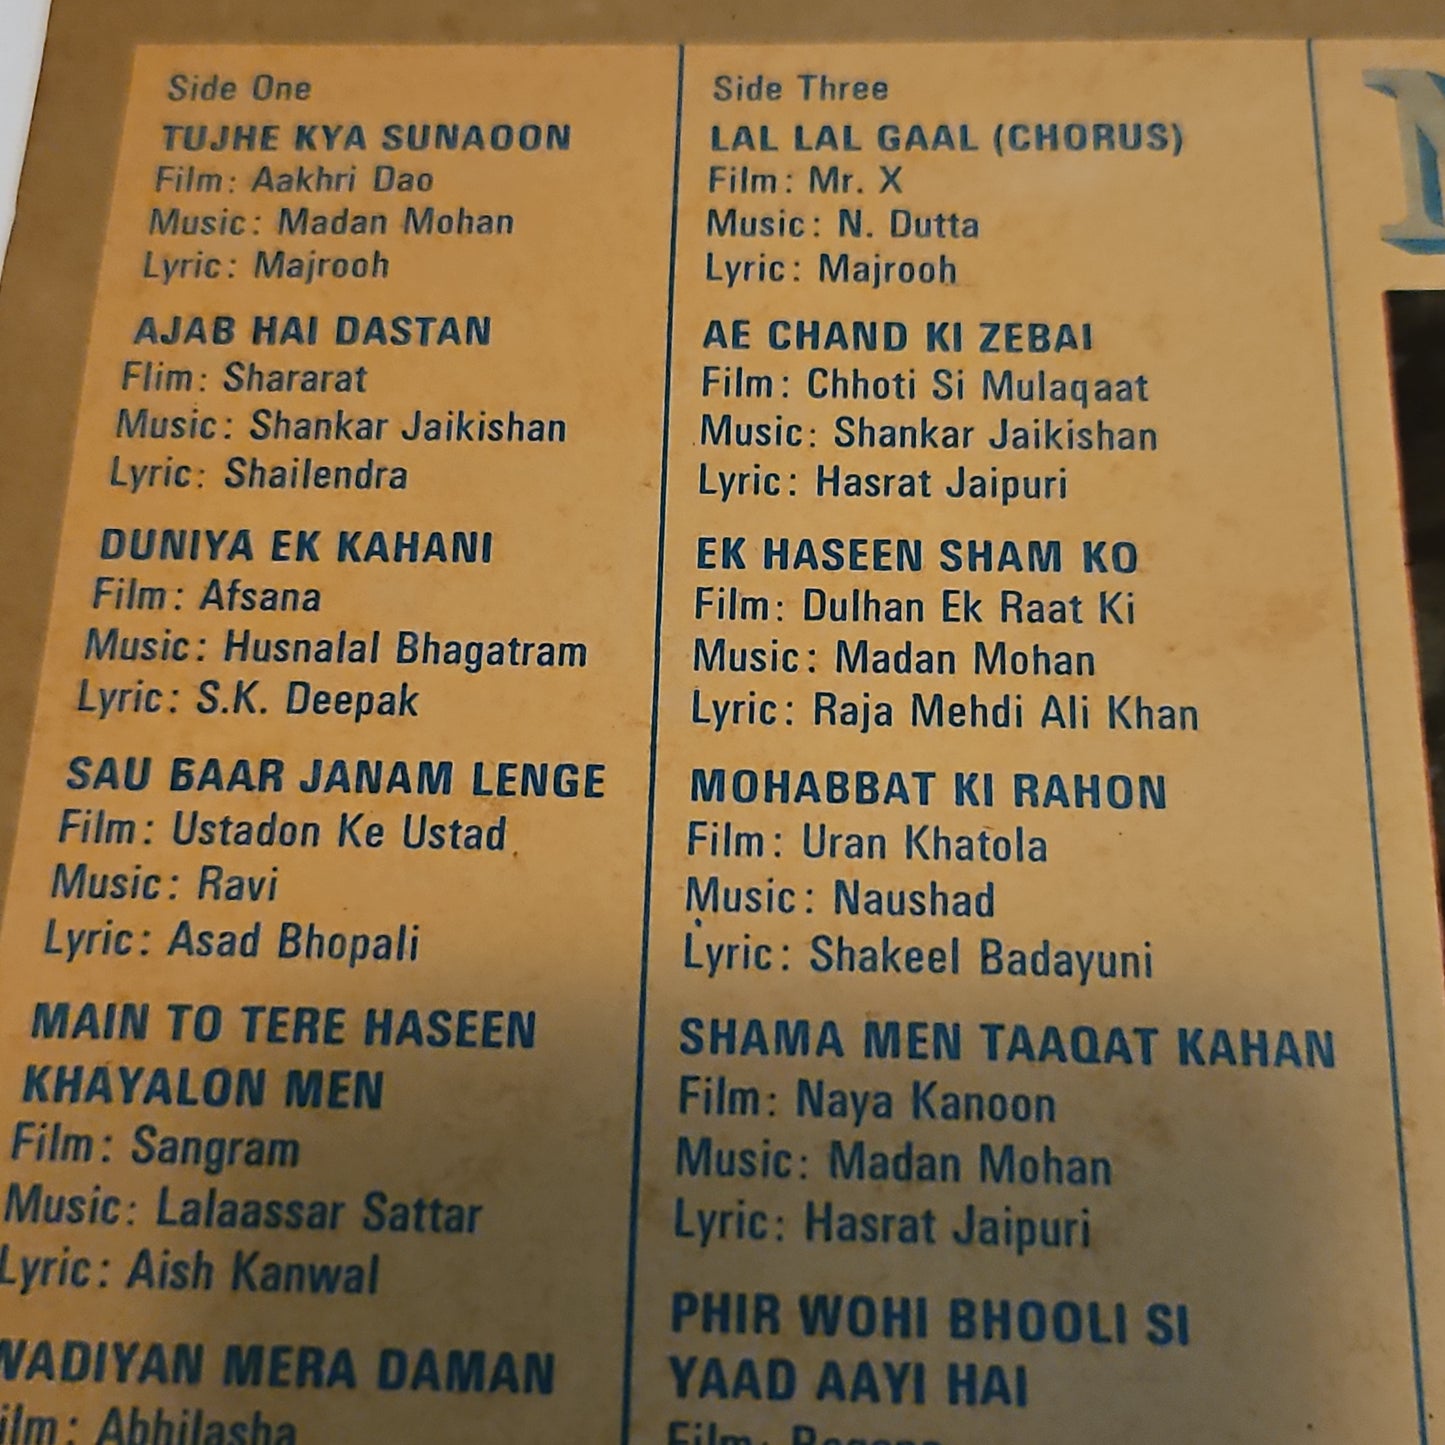 Side One
TUJHE KYA SUNAOON
Film: Aakhri Dao
Music: Madan Mohan
Lyric: Majrooh
AJAB HAI DASTAN
Flim: Shararat
Music: Shankar Jaikishan
Lyric: Shailendra
DUNIYA EK KAHANI
Film: Afsana
Music: Husnalal Bhagatram
Lyric: S.K. Deepak
SAU BAAR JANAM LENGE
Film: Ustadon Ke Ustad
Music: Ravi
Lyric: Asad Bhopali
MAIN TO TERE HASEEN
KHAYALON MEN
Film: Sangram
Music: Lalaassar Sattar
Lyric: Aish Kanwal
WADIYAN MERA DAMAN
Film: Abhilasha
Side Three
LAL LAL GAAL (CHORUS)
Film: Mr. X
Music: N. Dutta
Lyric: Majrooh
AE CHAND KI ZEBAI
Film: Chhoti Si Mulaqaat
Music: Shankar Jaikishan
Lyric: Hasrat Jaipuri
EK HASEEN SHAM KO
Film: Dulhan Ek Raat Ki
Music: Madan Mohan
Lyric: Raja Mehdi Ali Khan
MOHABBAT KI RAHON
Film: Uran Khatola
Music: Naushad
Lyric: Shakeel Badayuni
SHAMA MEN TAAQAT KAHAN
Film: Naya Kanoon
Music: Madan Mohan
Lyric: Hasrat Jaipuri
PHIR WOHI BHOOLI SI
YAAD AAYI HAI
Film: